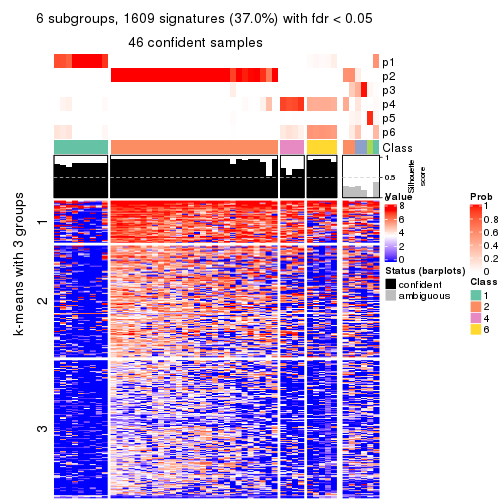 6 subgroups, 1609 signatures (37.0%) with fdr < 0.05
46 confident samples
p1
p2
p3
p4
p5
p6
Class
1
0.5
0
Silhouette
score
k-means with 3 groups
1
2
3
Value
8
6
4
2
0
Status (barplots)
confident
ambiguous
Prob
1
0.8
0.6
0.4
0.2
0
Class
1
2
4
6